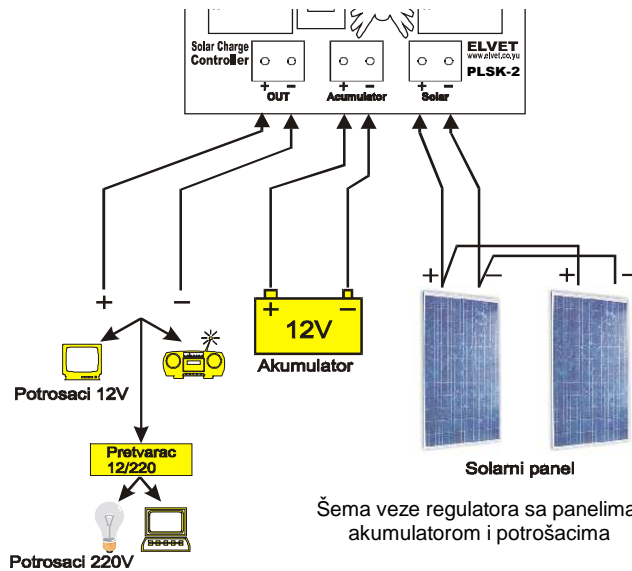 Solar Charge
Controller
ELVET
www.elvet.co.yu
PLSK-2
+ − + − + −
OUT Acumulator Solar
+ −
+ − + −
+ −
12V
Akumulator
Potrosaci 12V
Pretvarac
12/220
Solarni panel
Potrosaci 220V
Šema veze regulatora sa panelima
akumulatorom i potrošacima